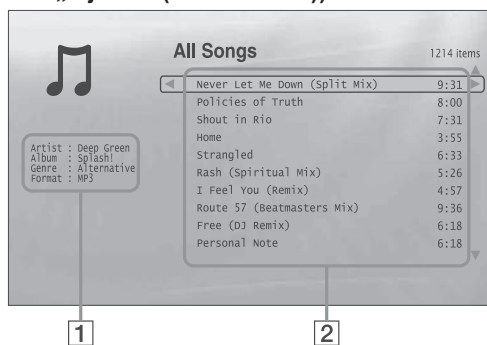 All Songs
1214 items
Never Let Me Down (Split Mix) 9:31
Policies of Truth 8:00
Shout in Rio 7:31
Home 3:55
Strangled 6:33
Rash (Spiritual Mix) 5:26
I Feel You (Remix) 4:57
Route 57 (Beatmasters Mix) 9:36
Free (DJ Remix) 6:18
Personal Note 6:18
Artist : Deep Green
Album : Splash!
Genre : Alternative
Format : MP3
1
2